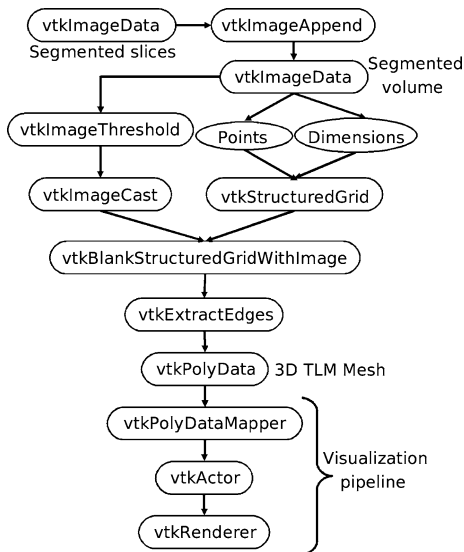 vtkImageData
vtkImageAppend
Segmented slices
vtkImageData
Segmented
volume
vtkImageThreshold
Points
Dimensions
vtkImageCast
vtkStructuredGrid
vtkBlankStructuredGridWithImage
vtkExtractEdges
vtkPolyData
3D TLM Mesh
vtkPolyDataMapper
vtkActor
Visualization
pipeline
vtkRenderer